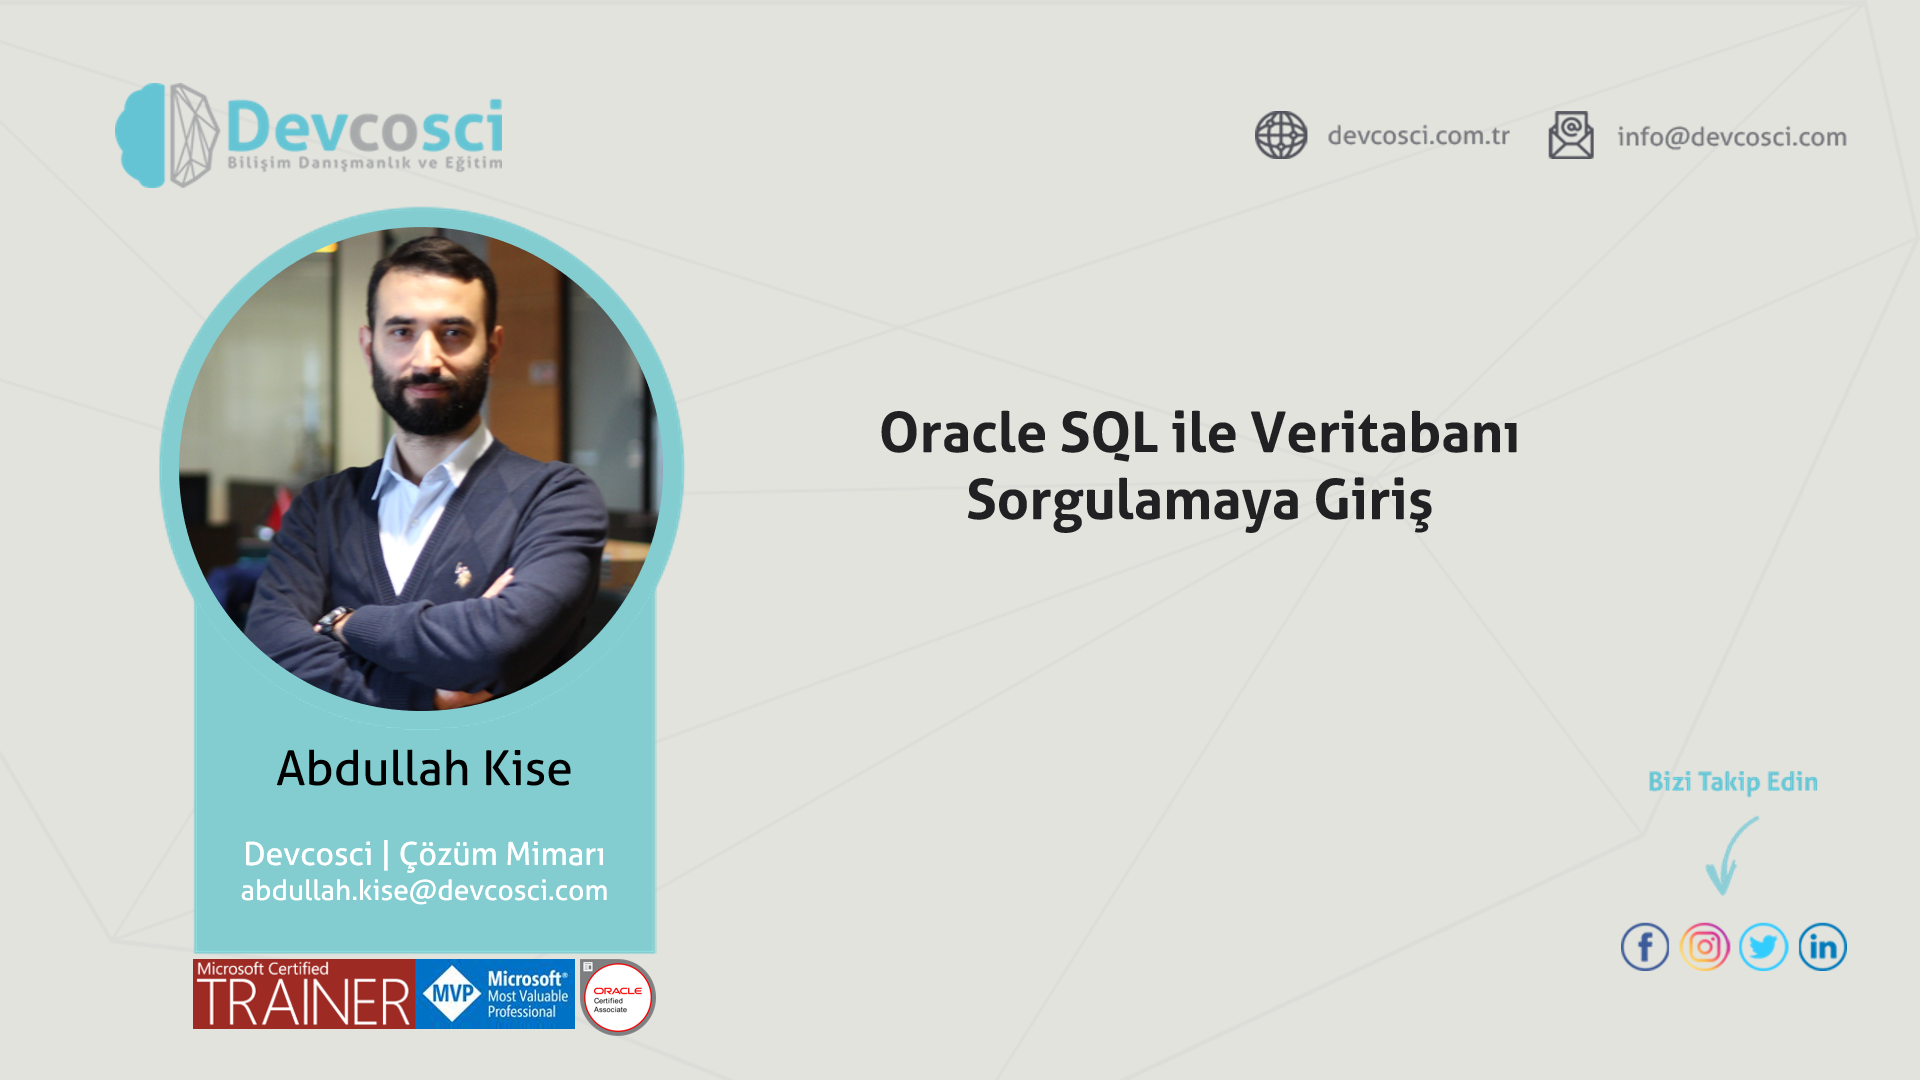 Devcosci
Bilişim Danışmanlık ve Eğitim
devcosci.com.tr
info@devcosci.com
Oracle SQL ile Veritabanı
Sorgulamaya Giriş
Abdullah Kise
Devcosci | Çözüm Mimarı
abdullah.kise@devcosci.com
Microsoft Certified
TRAINER
MVP
Microsoft®
Most Valuable
Professional
ORACLE
Certified
Associate
Bizi Takip Edin